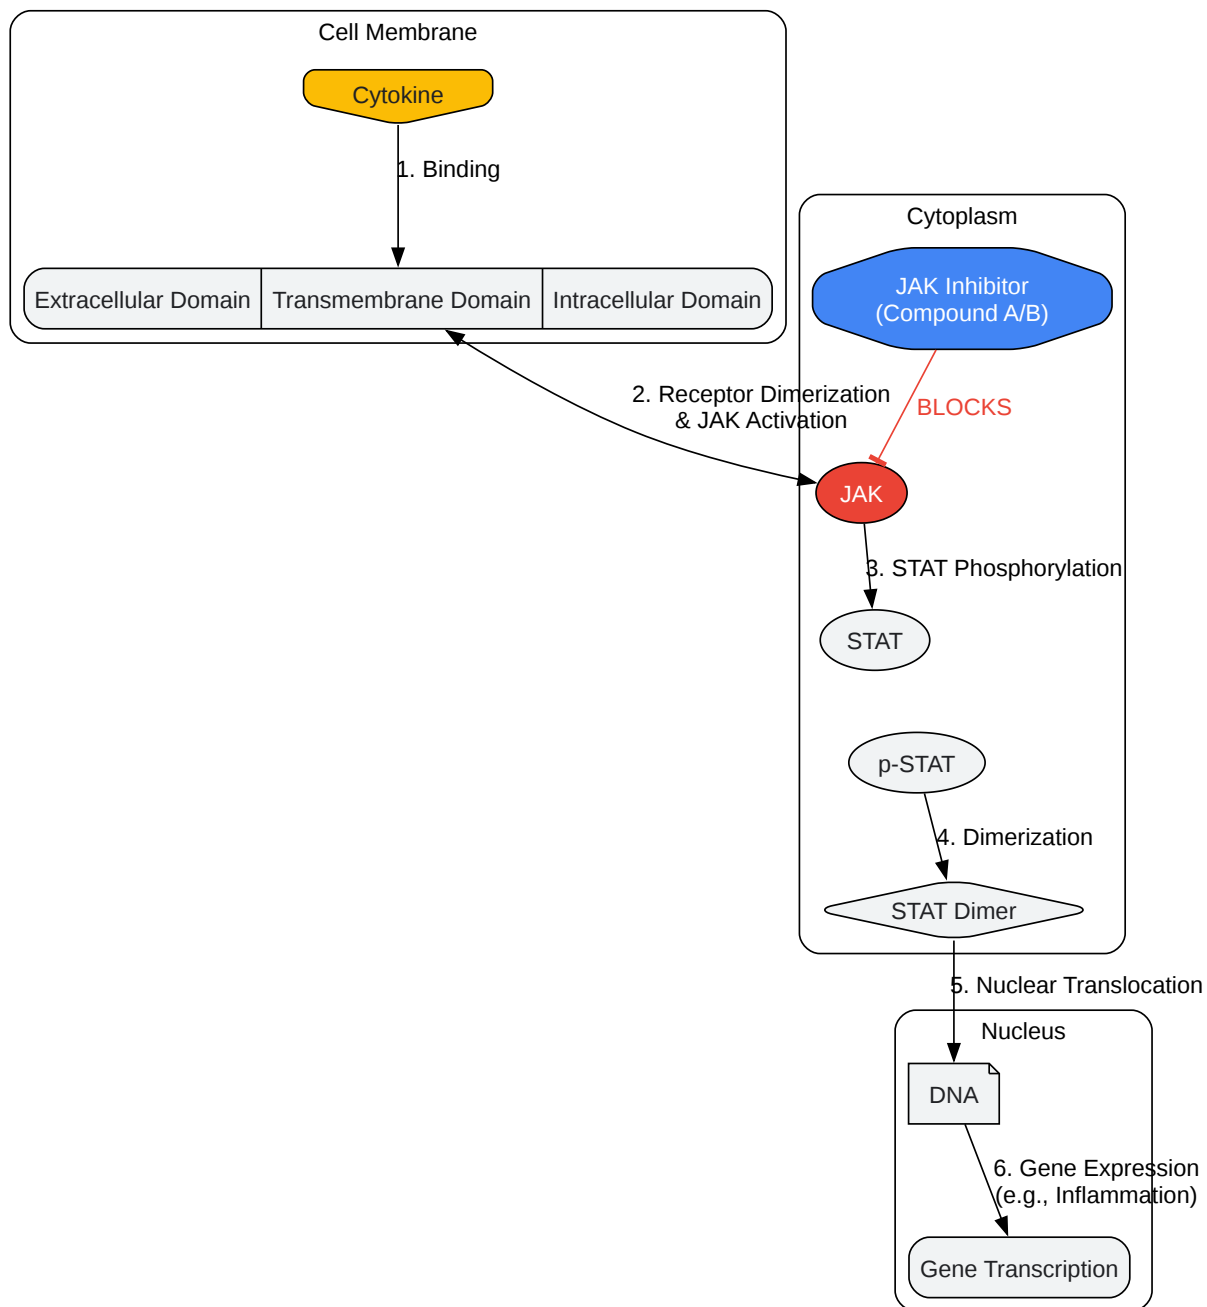 Cell Membrane
Cytokine
1. Binding
Extracellular Domain
Transmembrane Domain
Intracellular Domain
Cytoplasm
JAK Inhibitor
(Compound A/B)
2. Receptor Dimerization
& JAK Activation
BLOCKS
JAK
3. STAT Phosphorylation
STAT
p-STAT
4. Dimerization
STAT Dimer
5. Nuclear Translocation
Nucleus
DNA
6. Gene Expression
(e.g., Inflammation)
Gene Transcription